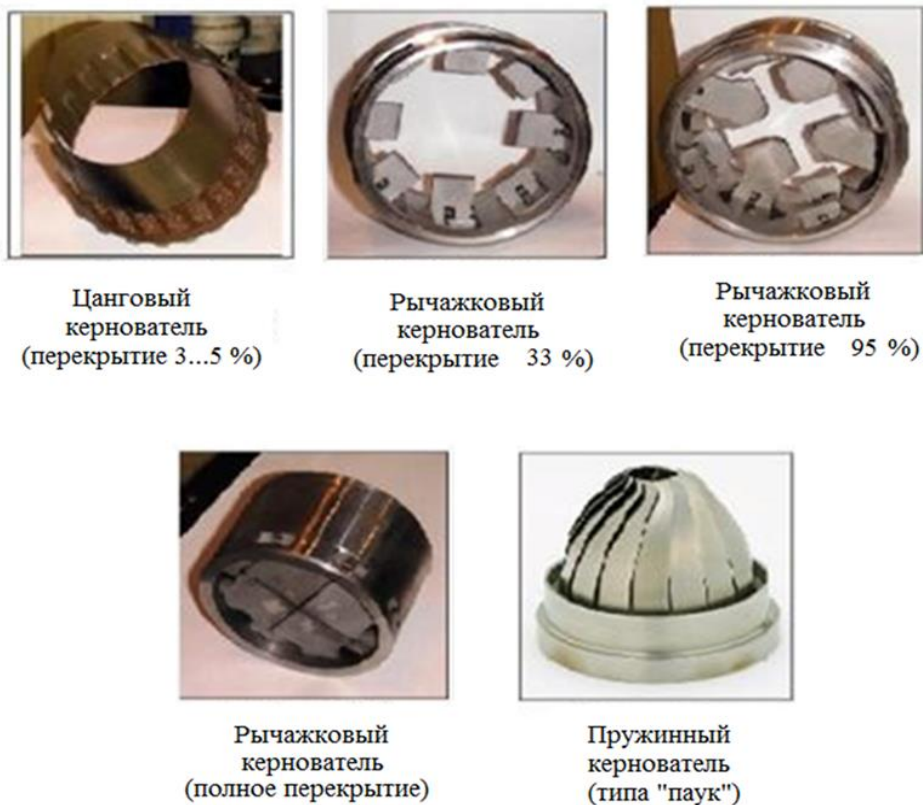 Цанговый
кернователь
(перекрытие 3...5 %)
Рычажковый
кернователь
(перекрытие 33 %)
Рычажковый
кернователь
(перекрытие 95 %)
Рычажковый
кернователь
(полное перекрытие)
Пружинный
кернователь
(типа "паук")